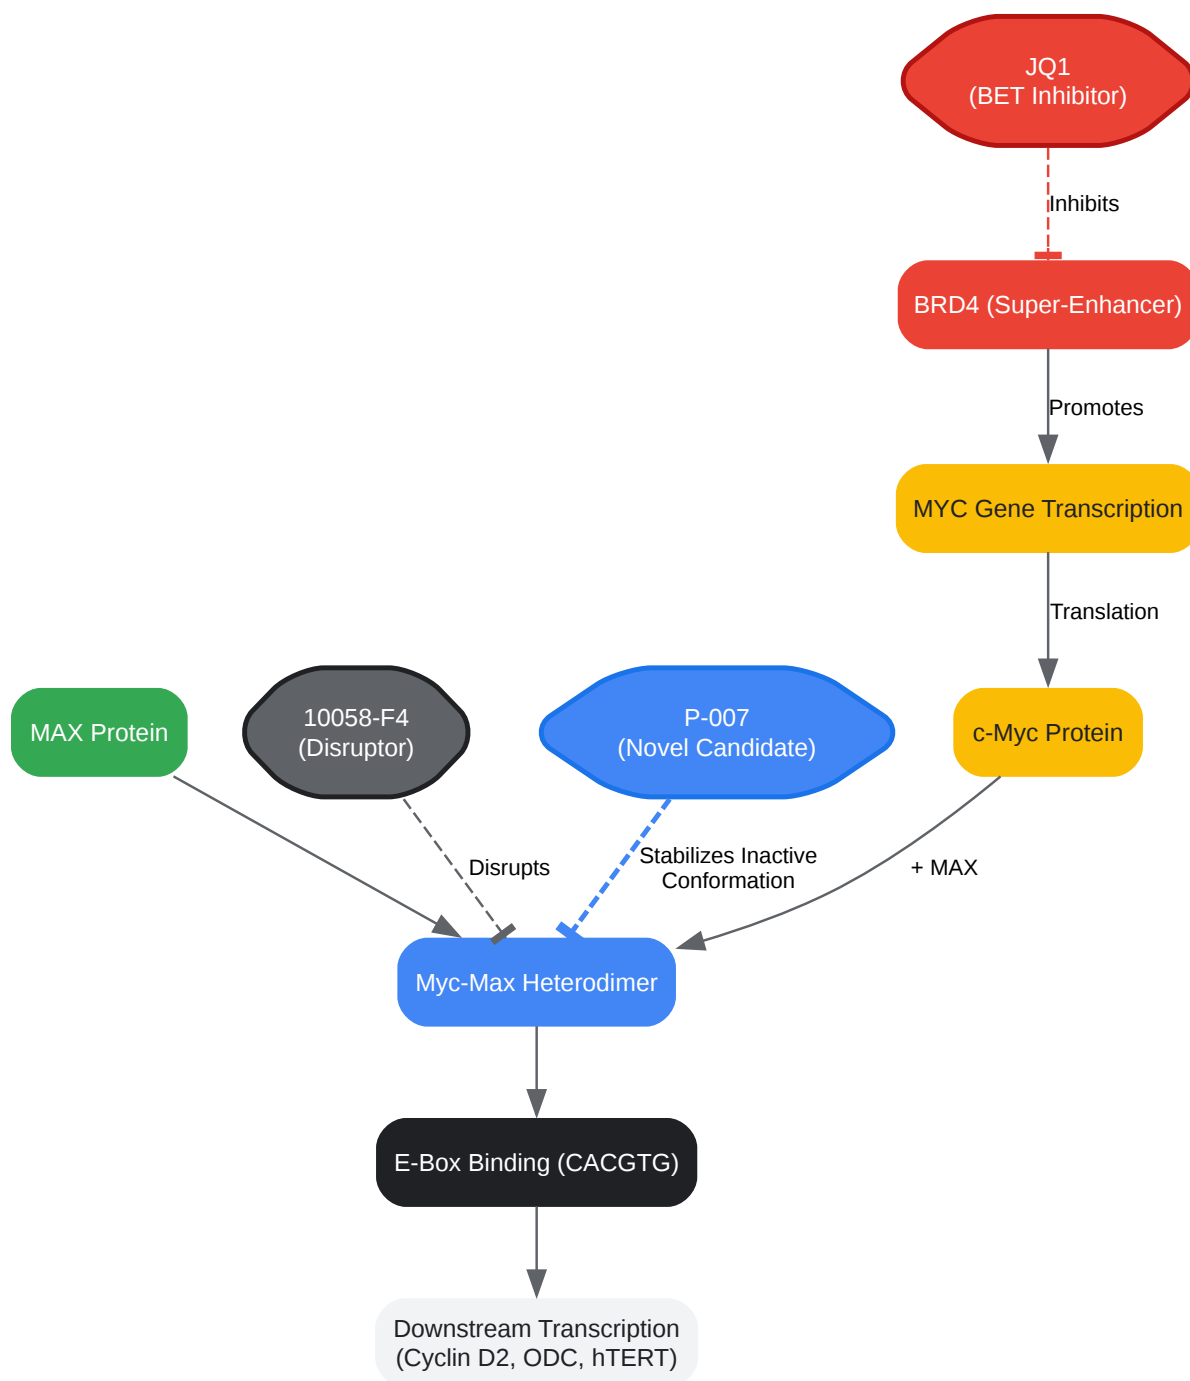 JQ1
(BET Inhibitor)
Inhibits
BRD4 (Super-Enhancer)
Promotes
MYC Gene Transcription
Translation
MAX Protein
10058-F4
(Disruptor)
P-007
(Novel Candidate)
c-Myc Protein
Disrupts
Stabilizes Inactive
Conformation
+ MAX
Myc-Max Heterodimer
E-Box Binding (CACGTG)
Downstream Transcription
(Cyclin D2, ODC, hTERT)